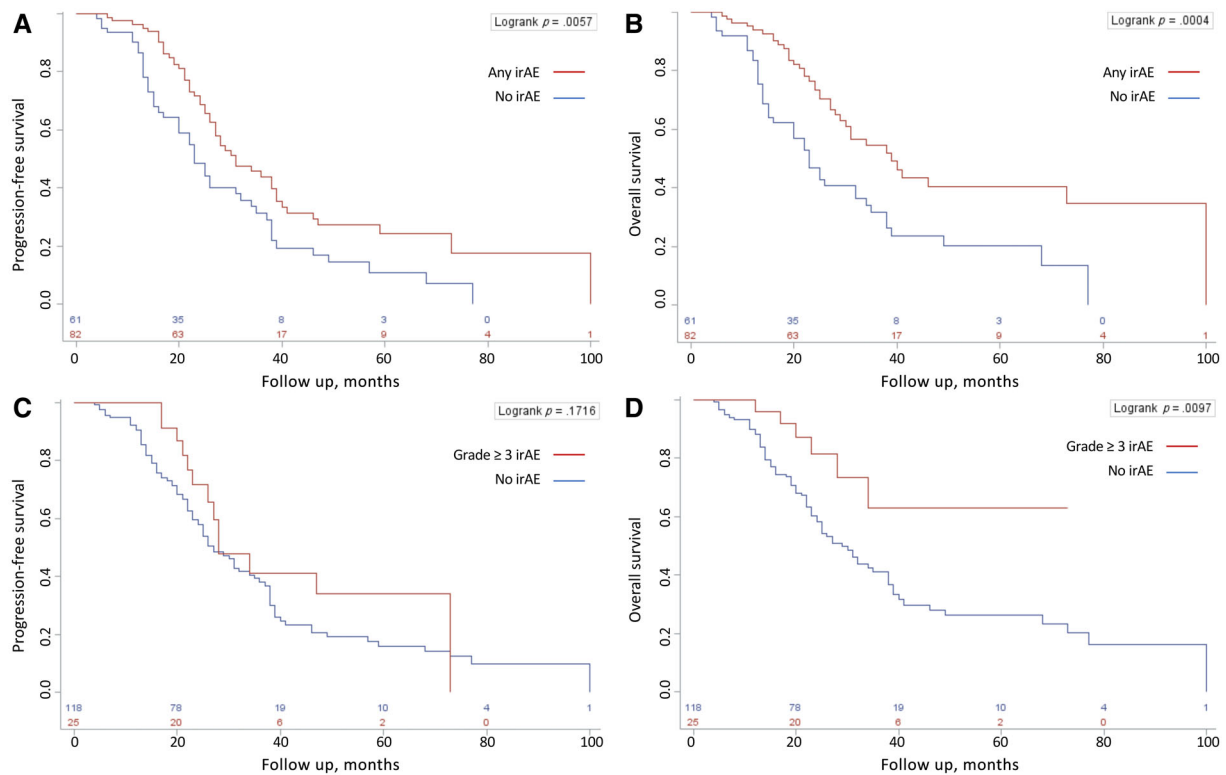 A
Logrank p = .0057
Any irAE
No irAE
Progression-free survival
0.8
0.6
0.4
0.2
0.0
61 35 8 3 0
82 63 17 9 4 1
0 20 40 60 80 100
Follow up, months
B
Logrank p = .0004
Any irAE
No irAE
Overall survival
0.8
0.6
0.4
0.2
0.0
61 35 8 3 0
82 63 17 9 4 1
0 20 40 60 80 100
Follow up, months
C
Logrank p = .1716
Grade ≥ 3 irAE
No irAE
Progression-free survival
0.8
0.6
0.4
0.2
0.0
118 78 19 10 4 1
25 20 6 2 0
0 20 40 60 80 100
Follow up, months
D
Logrank p = .0097
Grade ≥ 3 irAE
No irAE
Overall survival
0.8
0.6
0.4
0.2
0.0
118 78 19 10 4 1
25 20 6 2 0
0 20 40 60 80 100
Follow up, months